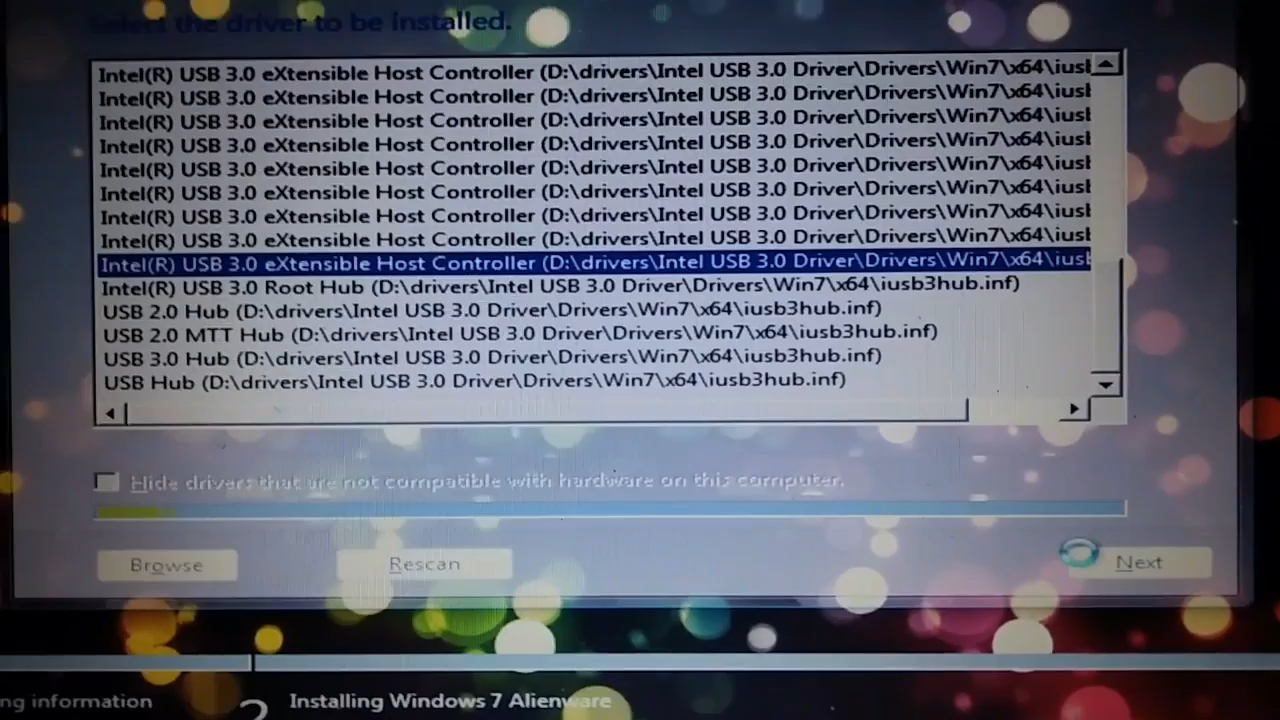 Select the driver to be installed.
Intel(R) USB 3.0 eXtensible Host Controller (D:\drivers\Intel USB 3.0 Driver\Drivers\Win7\x64\iusb
Intel(R) USB 3.0 eXtensible Host Controller (D:\drivers\Intel USB 3.0 Driver\Drivers\Win7\x64\iusb
Intel(R) USB 3.0 eXtensible Host Controller (D:\drivers\Intel USB 3.0 Driver\Drivers\Win7\x64\iusb
Intel(R) USB 3.0 eXtensible Host Controller (D:\drivers\Intel USB 3.0 Driver\Drivers\Win7\x64\iusb
Intel(R) USB 3.0 eXtensible Host Controller (D:\drivers\Intel USB 3.0 Driver\Drivers\Win7\x64\iusb
Intel(R) USB 3.0 eXtensible Host Controller (D:\drivers\Intel USB 3.0 Driver\Drivers\Win7\x64\iusb
Intel(R) USB 3.0 eXtensible Host Controller (D:\drivers\Intel USB 3.0 Driver\Drivers\Win7\x64\iusb
Intel(R) USB 3.0 eXtensible Host Controller (D:\drivers\Intel USB 3.0 Driver\Drivers\Win7\x64\iusb
Intel(R) USB 3.0 eXtensible Host Controller (D:\drivers\Intel USB 3.0 Driver\Drivers\Win7\x64\iusb
Intel(R) USB 3.0 Root Hub (D:\drivers\Intel USB 3.0 Driver\Drivers\Win7\x64\iusb3hub.inf)
USB 2.0 Hub (D:\drivers\Intel USB 3.0 Driver\Drivers\Win7\x64\iusb3hub.inf)
USB 2.0 MTT Hub (D:\drivers\Intel USB 3.0 Driver\Drivers\Win7\x64\iusb3hub.inf)
USB 3.0 Hub (D:\drivers\Intel USB 3.0 Driver\Drivers\Win7\x64\iusb3hub.inf)
USB Hub (D:\drivers\Intel USB 3.0 Driver\Drivers\Win7\x64\iusb3hub.inf)
Hide drivers that are not compatible with hardware on this computer.
Browse Rescan Next
ng information 2 Installing Windows 7 Alienware